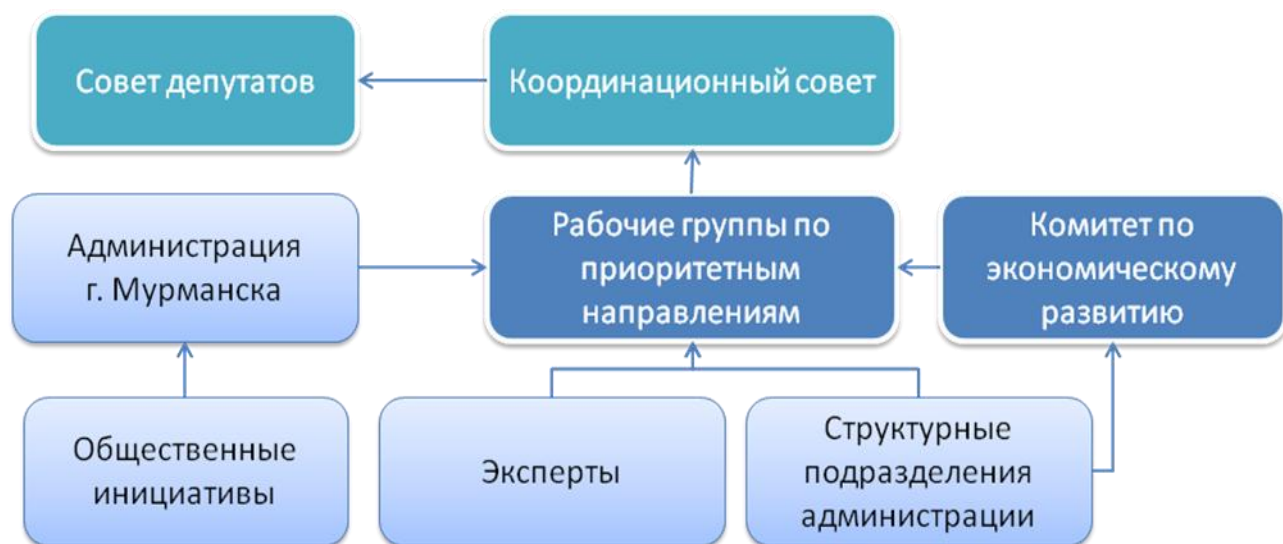 Совет депутатов
Координационный совет
Администрация
г. Мурманска
Рабочие группы по
приоритетным
направлениям
Комитет по
экономическому
развитию
Общественные
инициативы
Эксперты
Структурные
подразделения
администрации